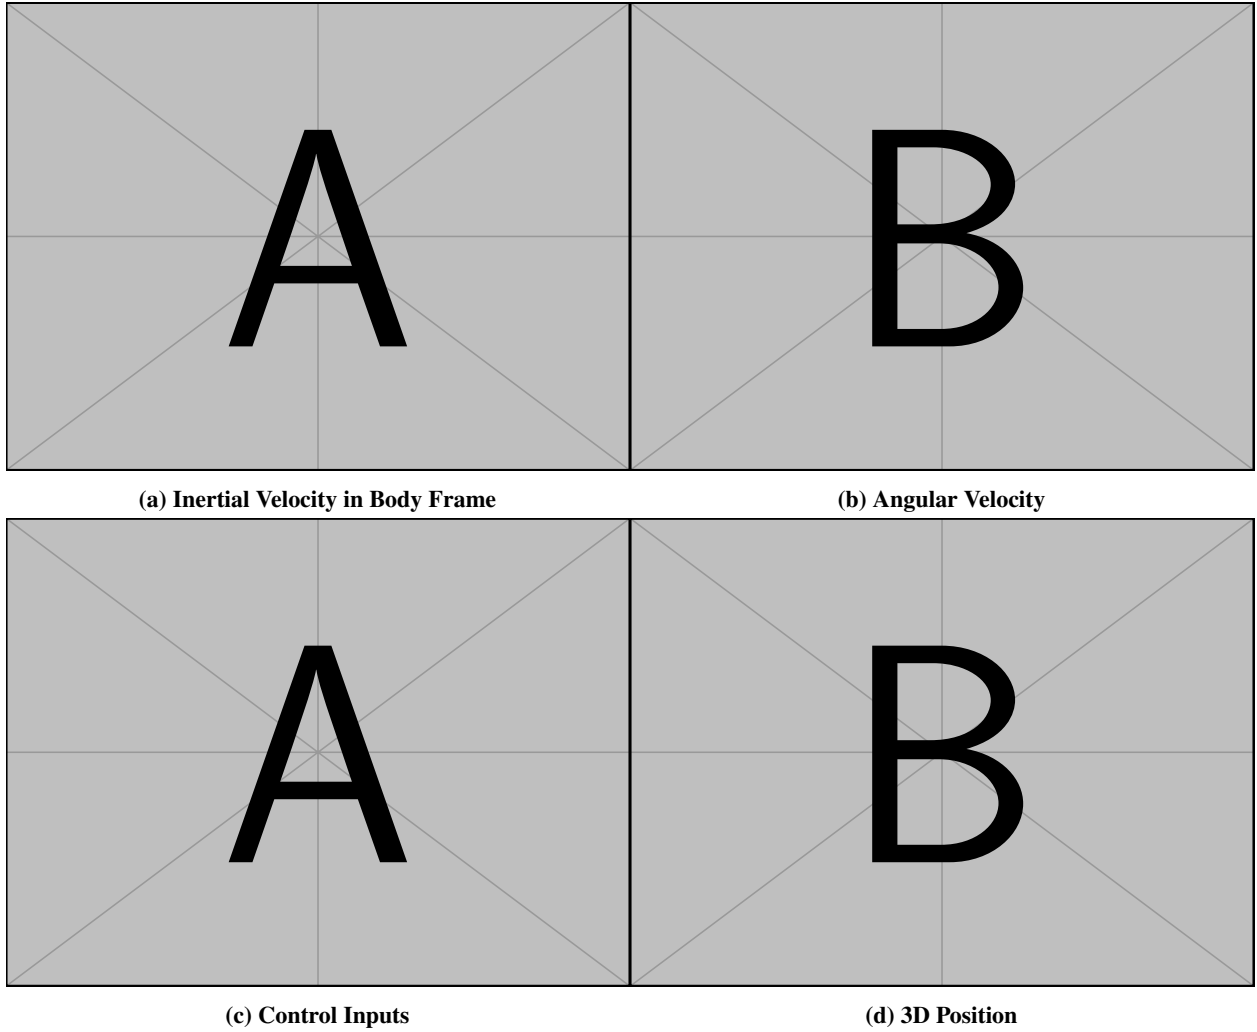 A
B
(a) Inertial Velocity in Body Frame
(b) Angular Velocity
A
B
(c) Control Inputs
(d) 3D Position